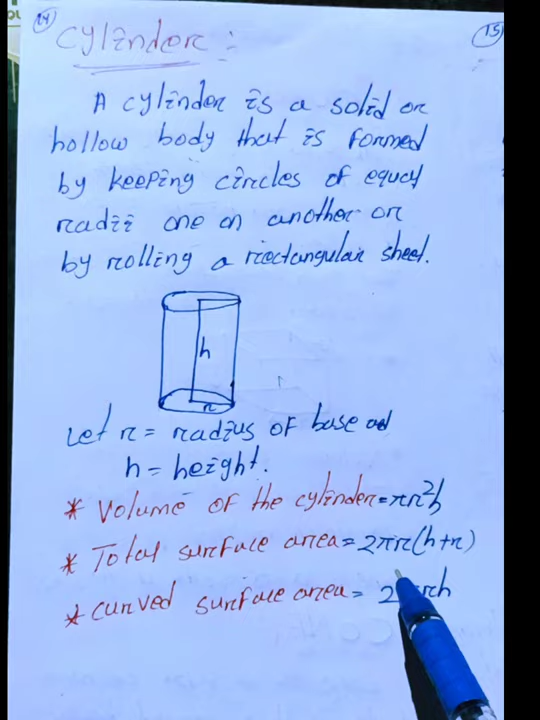 14
15
Cylinder:
A cylinder is a solid or
hollow body that is formed
by keeping circles of equal
radii one on another or
by rolling a rectangular sheet.
h
r
Let r = radius of base and
h = height.
* Volume of the cylinder = πr²h
* Total surface area = 2πr(h+r)
* curved surface area = 2πrh